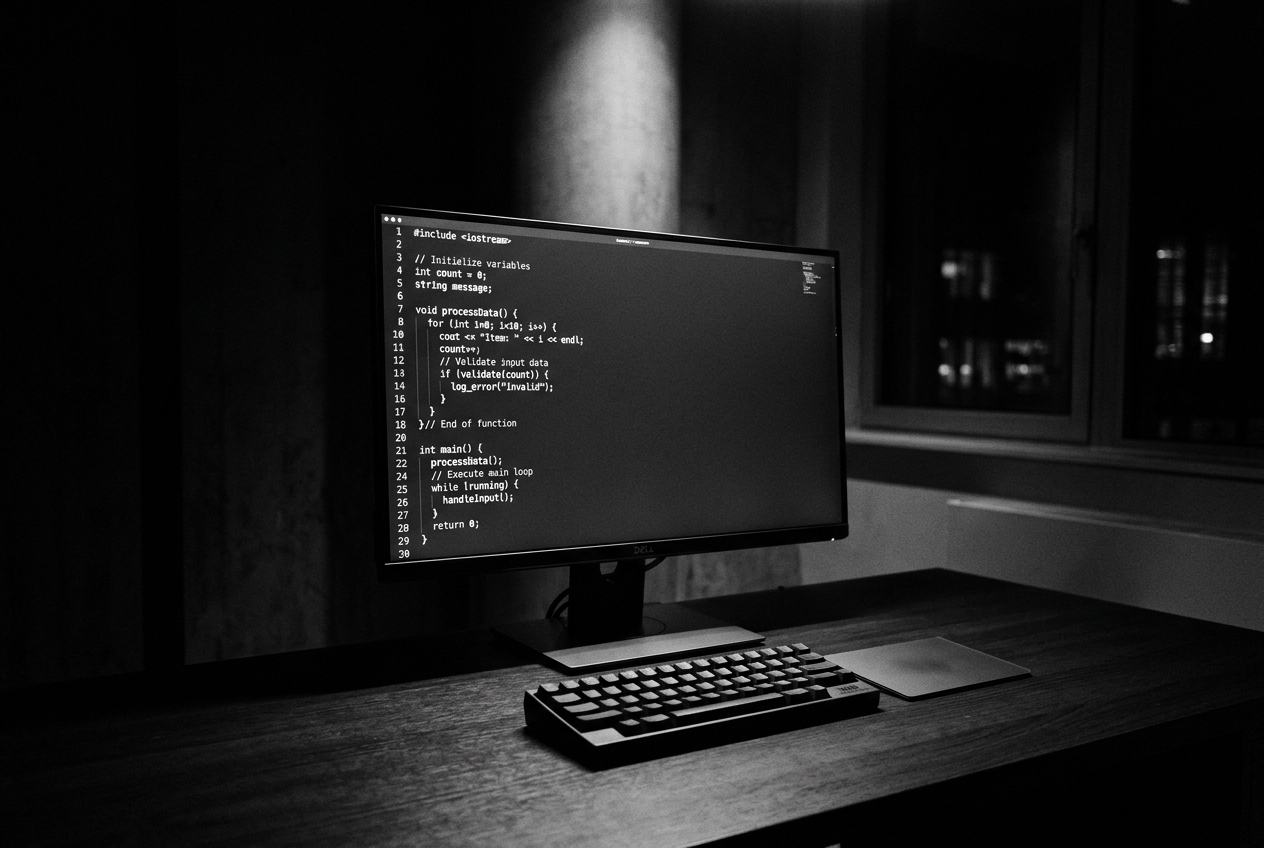 1 #include <iostream>
2
3 // Initielize variables
4 int count = 0;
5 string message;
6
7 void processData() {
8 for (int i=0; i<10; i++) {
10 coat << "Item: " << i << endl;
11 count++;
12 // Validate input data
13 if (validate(count)) {
14 log_error("invalid");
16 }
17 }
18 }// End of function
20
21 int main() {
22 processData();
24 // Execute main loop
25 while (running) {
26 handleInput();
27 }
28 return 0;
29 }
30
DELL